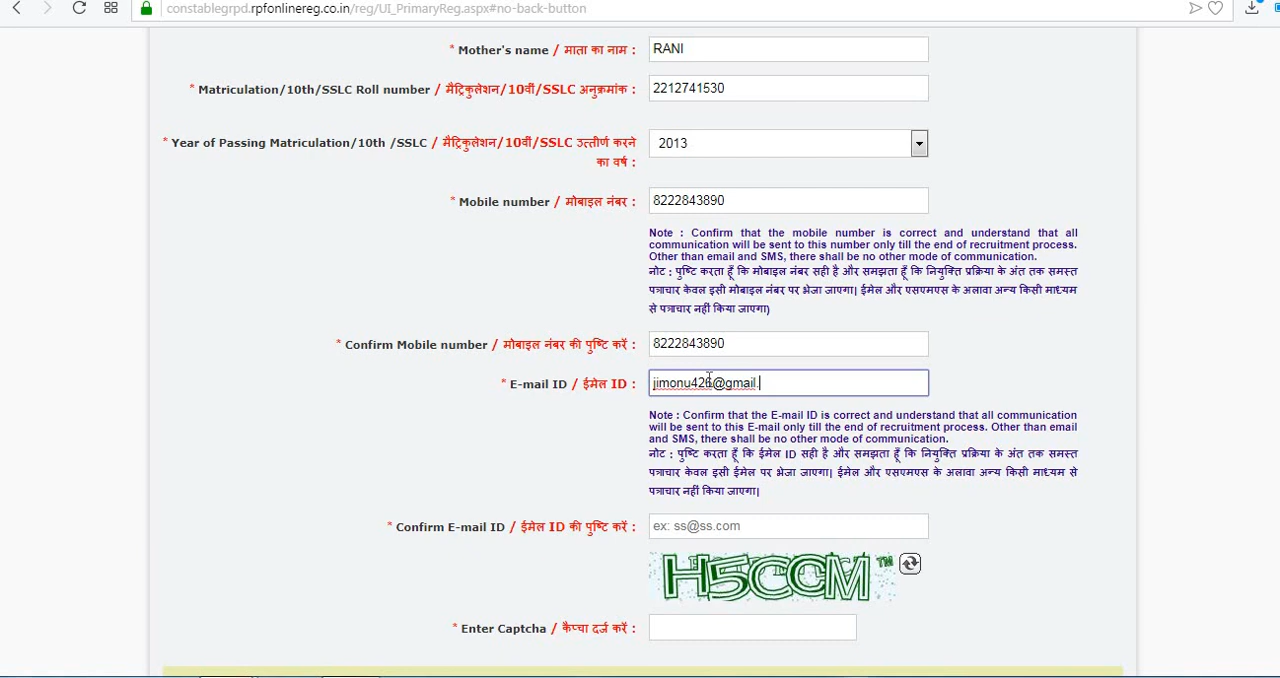 constablegrpd.rpfonlinereg.co.in/reg/UI_PrimaryReg.aspx#no-back-button
* Mother's name / माता का नाम : RANI
* Matriculation/10th/SSLC Roll number / मैट्रिकुलेशन/10वीं/SSLC अनुक्रमांक : 2212741530
* Year of Passing Matriculation/10th /SSLC / मैट्रिकुलेशन/10वीं/SSLC उत्तीर्ण करने 2013
का वर्ष :
* Mobile number / मोबाइल नंबर : 8222843890
Note : Confirm that the mobile number is correct and understand that all
communication will be sent to this number only till the end of recruitment process.
Other than email and SMS, there shall be no other mode of communication.
नोट : पुष्टि करता हूँ कि मोबाइल नंबर सही है और समझता हूँ कि नियुक्ति प्रक्रिया के अंत तक समस्त
पत्राचार केवल इसी मोबाइल नंबर पर भेजा जाएगा। ईमेल और एसएमएस के अलावा अन्य किसी माध्यम
से पत्राचार नहीं किया जाएगा)
* Confirm Mobile number / मोबाइल नंबर की पुष्टि करें : 8222843890
* E-mail ID / ईमेल ID : jimonu426@gmail.
Note : Confirm that the E-mail ID is correct and understand that all communication
will be sent to this E-mail only till the end of recruitment process. Other than email
and SMS, there shall be no other mode of communication.
नोट : पुष्टि करता हूँ कि ईमेल ID सही है और समझता हूँ कि नियुक्ति प्रक्रिया के अंत तक समस्त
पत्राचार केवल इसी ईमेल पर भेजा जाएगा। ईमेल और एसएमएस के अलावा अन्य किसी माध्यम से
पत्राचार नहीं किया जाएगा।
* Confirm E-mail ID / ईमेल ID की पुष्टि करें : ex: ss@ss.com
H5CCM ™
* Enter Captcha / कैप्चा दर्ज करें :